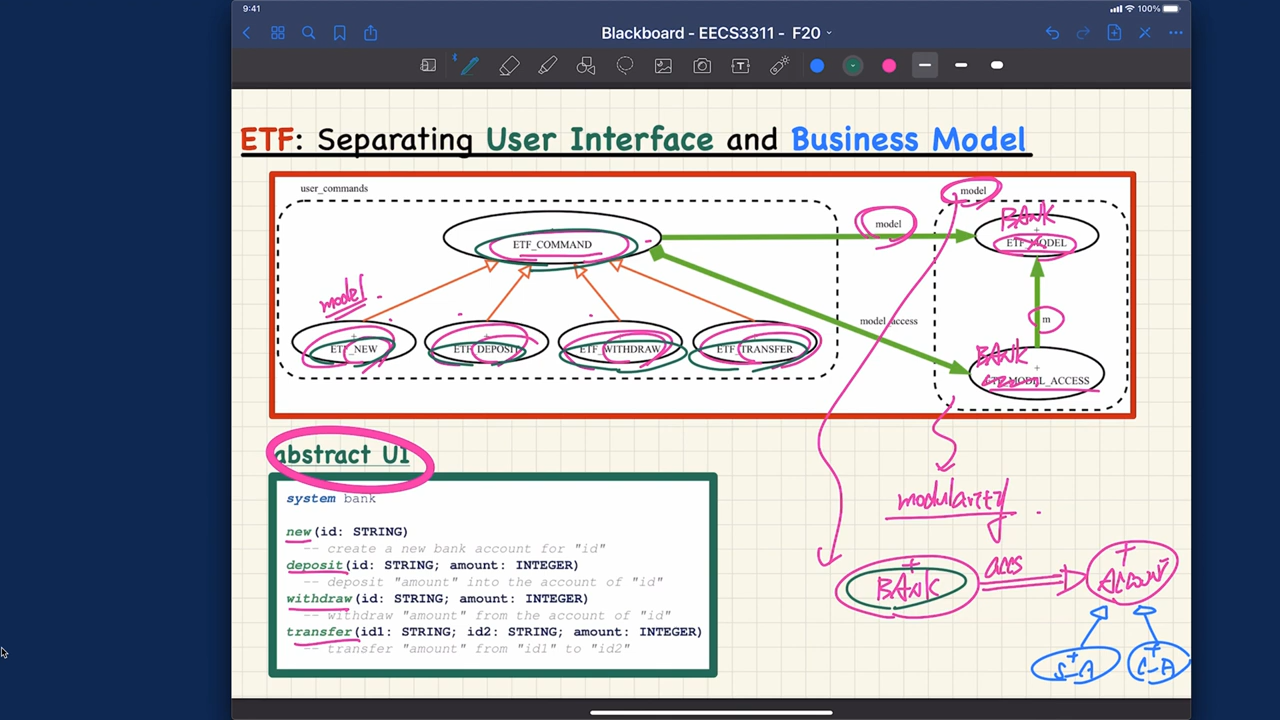 9:41
100%
Blackboard - EECS3311 - F20
ETF: Separating User Interface and Business Model
user_commands
model
model
BANK
ETF_COMMAND
ETF_MODEL
model
model_access
m
ETF_NEW
ETF_DEPOSIT
ETF_WITHDRAW
ETF_TRANSFER
BANK
+
ETF_MODEL_ACCESS
abstract UI
modularity
system bank
new(id: STRING)
-- create a new bank account for "id"
deposit(id: STRING; amount: INTEGER)
-- deposit "amount" into the account of "id"
withdraw(id: STRING; amount: INTEGER)
-- withdraw "amount" from the account of "id"
transfer(id1: STRING; id2: STRING; amount: INTEGER)
-- transfer "amount" from "id1" to "id2"
+
BANK
accs
+
ACCOUNT
+
S-A
+
C-A